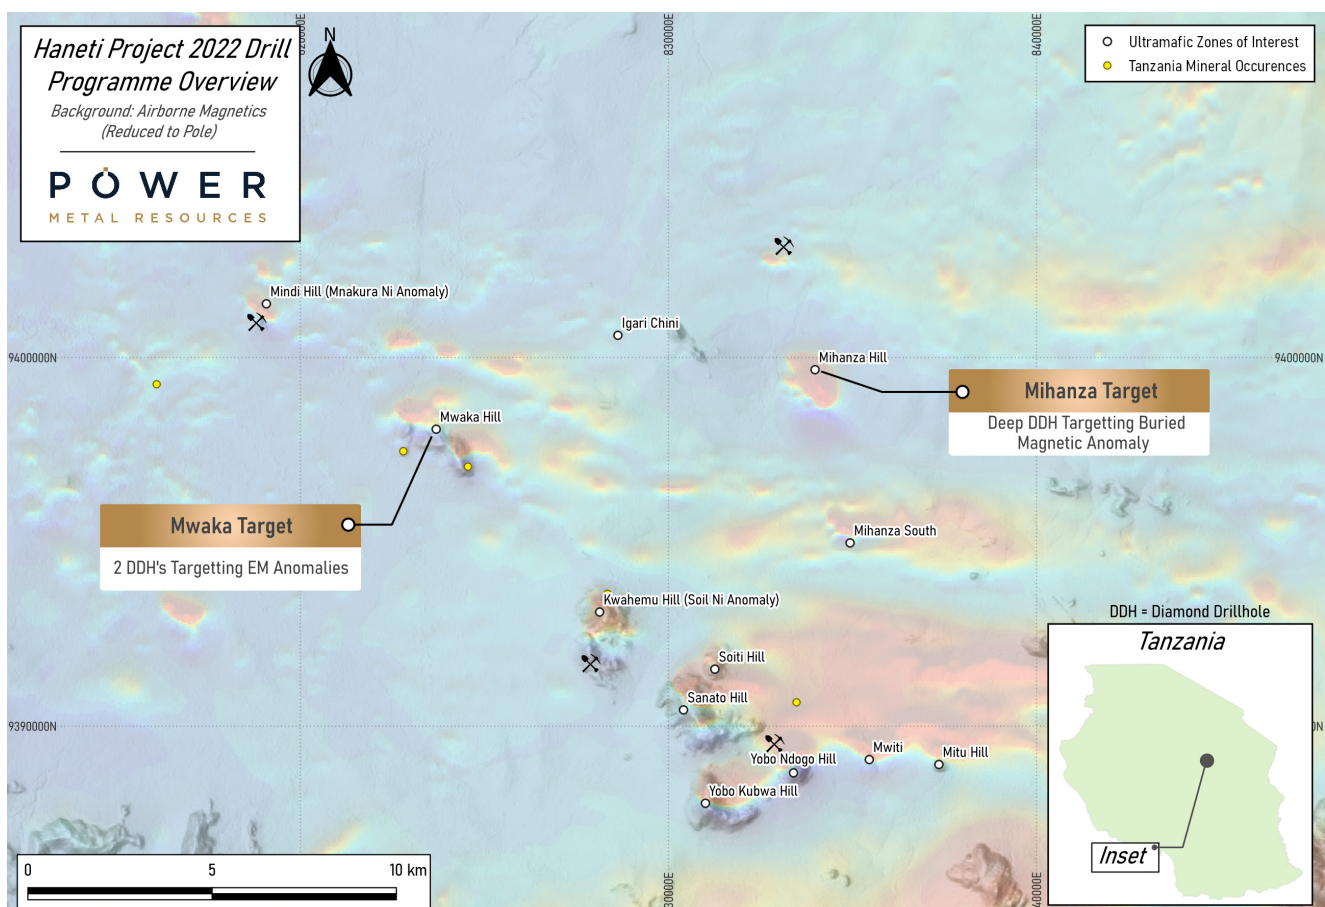 Haneti Project 2022 Drill
Programme Overview
Background: Airborne Magnetics
(Reduced to Pole)
POWER
METAL RESOURCES
N
830000E
840000E
Ultramafic Zones of Interest
Tanzania Mineral Occurences
Mindi Hill (Mnakura Ni Anomaly)
Igari Chini
9400000N
9400000N
Mihanza Hill
Mihanza Target
Deep DDH Targetting Buried
Magnetic Anomaly
Mwaka Hill
Mwaka Target
2 DDH's Targetting EM Anomalies
Mihanza South
Kwahemu Hill (Soil Ni Anomaly)
Soiti Hill
Sanato Hill
9390000N
Mwiti
Mitu Hill
Yobo Ndogo Hill
Yobo Kubwa Hill
DDH = Diamond Drillhole
Tanzania
Inset
0 5 10 km